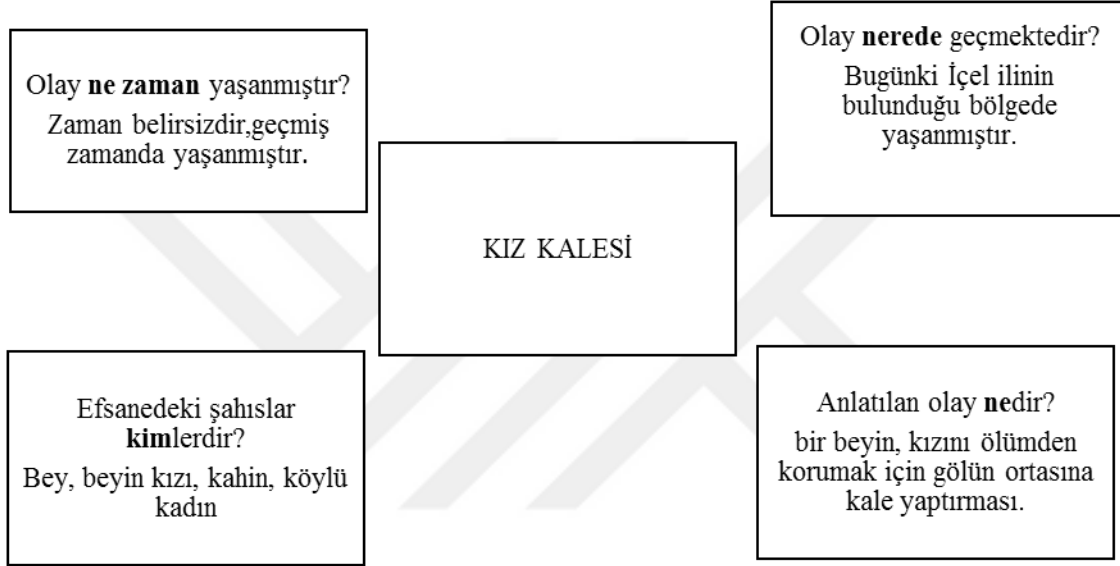 Olay ne zaman yaşanmıştır?
Zaman belirsizdir,geçmiş
zamanda yaşanmıştır.
Olay nerede geçmektedir?
Bugünki İçel ilinin
bulunduğu bölgede
yaşanmıştır.
KIZ KALESİ
Efsanedeki şahıslar
kimlerdir?
Bey, beyin kızı, kahin, köylü
kadın
Anlatılan olay nedir?
bir beyin, kızını ölümden
korumak için gölün ortasına
kale yaptırması.